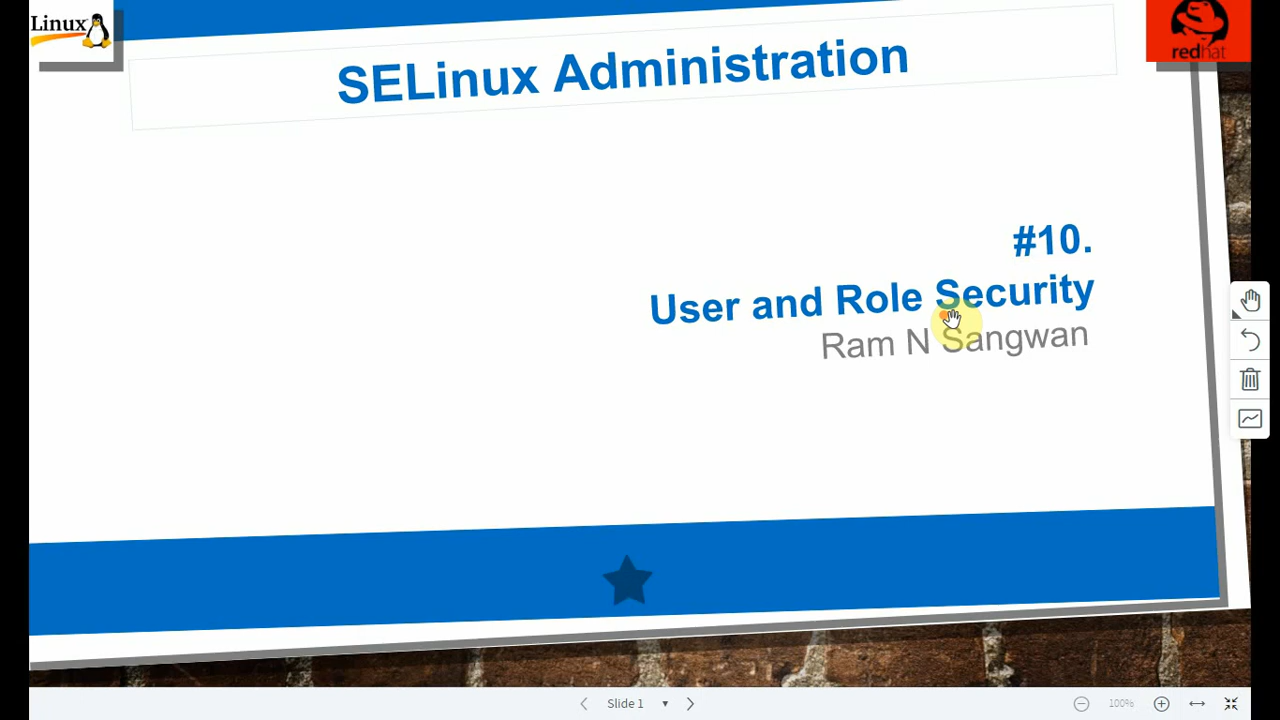 Linux
redhat
SELinux Administration
#10.
User and Role Security
Ram N Sangwan
Slide 1
100%